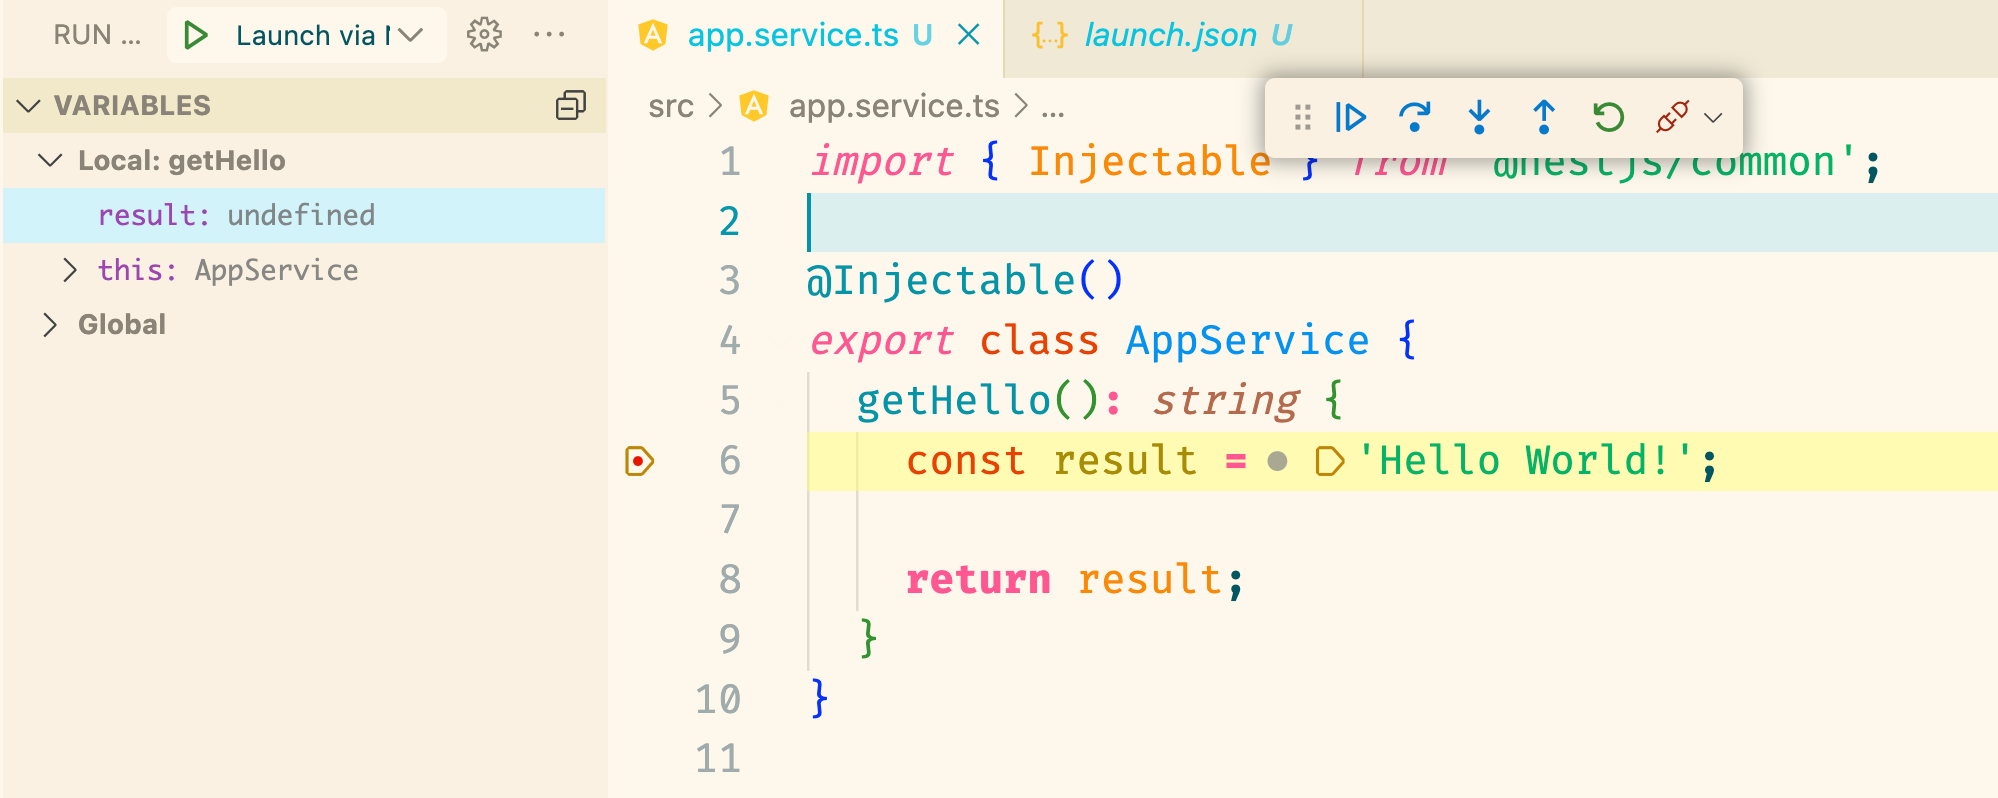 RUN ...
Launch via
VARIABLES
Local: getHello
result: undefined
this: AppService
Global
app.service.ts U
{..} launch.json U
src > app.service.ts > ...
1 import { Injectable } from '@nestjs/common';
2
3 @Injectable()
4 export class AppService {
5 getHello(): string {
6 const result = 'Hello World!';
7
8 return result;
9 }
10 }
11